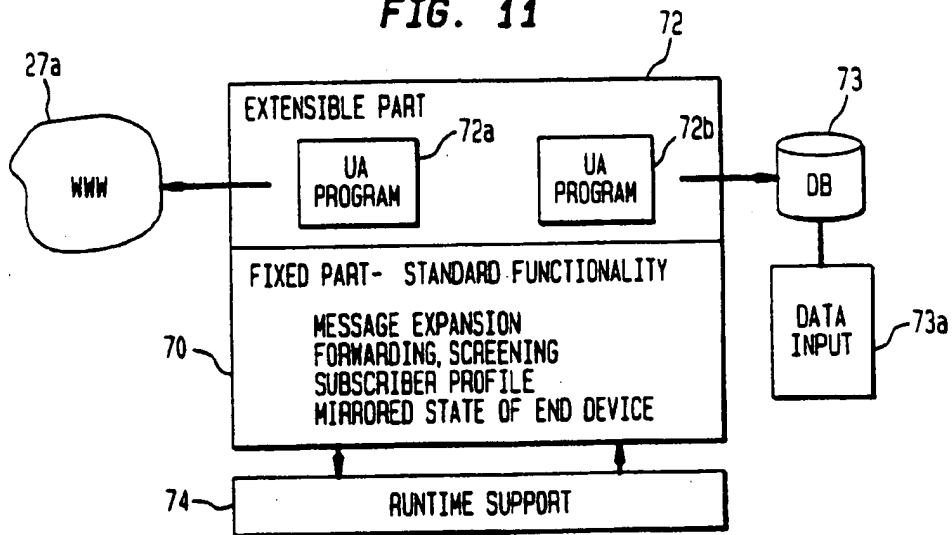 FIG. 11
72
27a
73
EXTENSIBLE PART
72a
72b
WWW
UA
PROGRAM
UA
PROGRAM
DB
FIXED PART- STANDARD FUNCTIONALITY
MESSAGE EXPANSION
FORWARDING, SCREENING
SUBSCRIBER PROFILE
MIRRORED STATE OF END DEVICE
70
DATA
INPUT
73a
74
RUNTIME SUPPORT